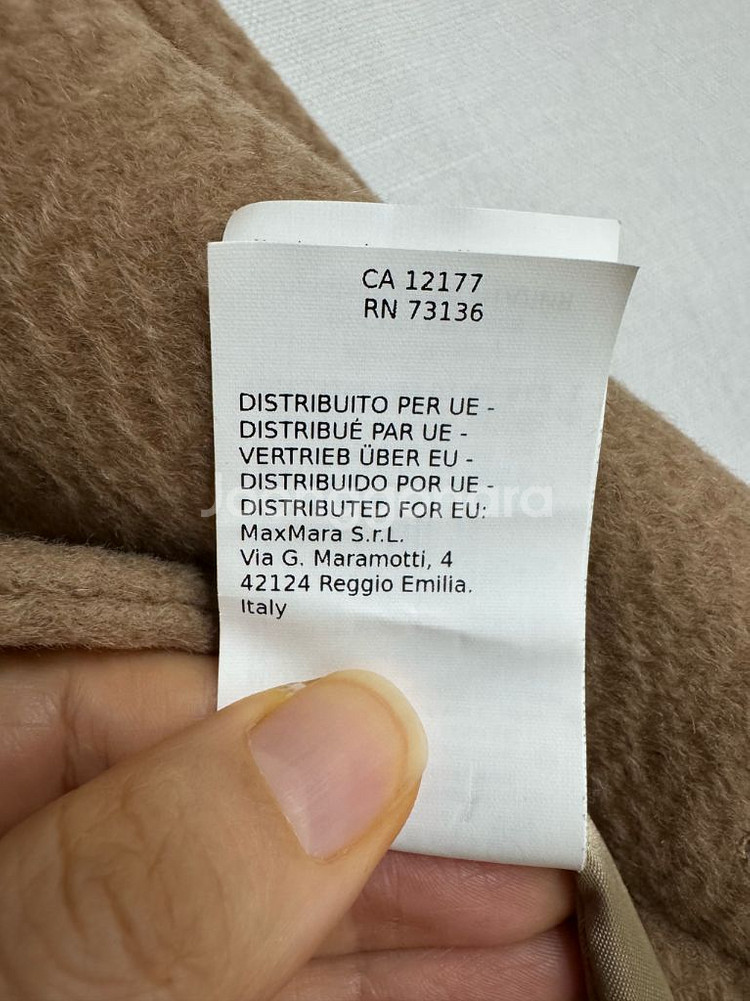 CA 12177
RN 73136
DISTRIBUITO PER UE -
DISTRIBUÉ PAR UE -
VERTRIEB ÜBER EU -
DISTRIBUIDO POR UE -
DISTRIBUTED FOR EU:
MaxMara S.r.L.
Via G. Maramotti, 4
42124 Reggio Emilia.
Italy